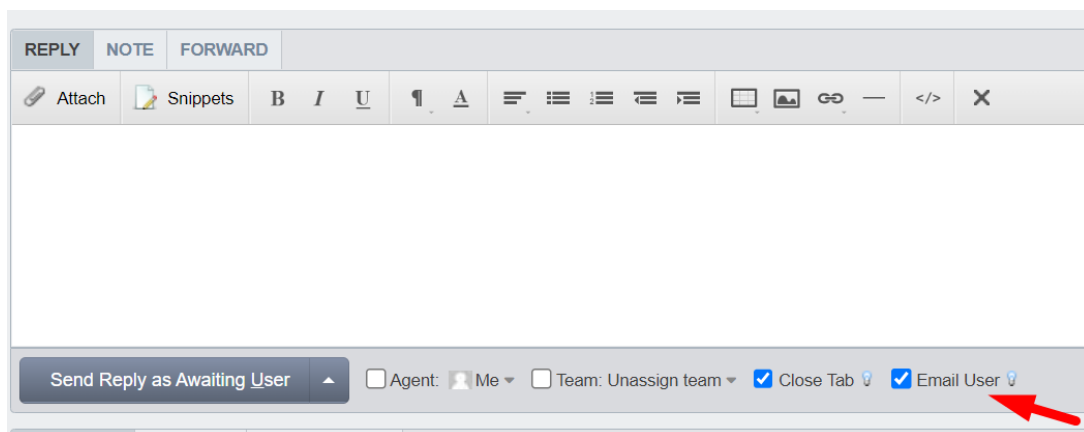 REPLY NOTE FORWARD
Attach Snippets B I U ¶ A </>
Send Reply as Awaiting User Agent: Me Team: Unassign team Close Tab Email User